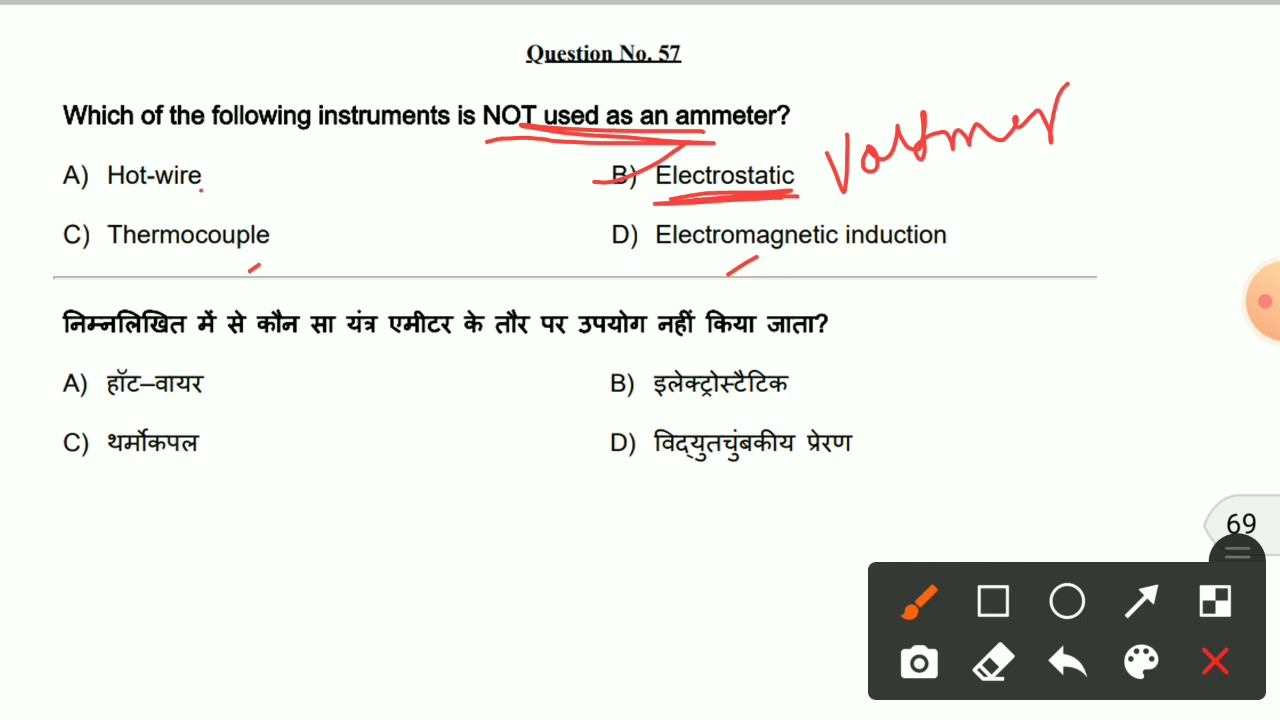 Question No. 57
Which of the following instruments is NOT used as an ammeter?
A) Hot-wire
B) Electrostatic
C) Thermocouple
D) Electromagnetic induction
निम्नलिखित में से कौन सा यंत्र एमीटर के तौर पर उपयोग नहीं किया जाता?
A) हॉट–वायर
B) इलेक्ट्रोस्टैटिक
C) थर्मोकपल
D) विद्युतचुंबकीय प्रेरण
69